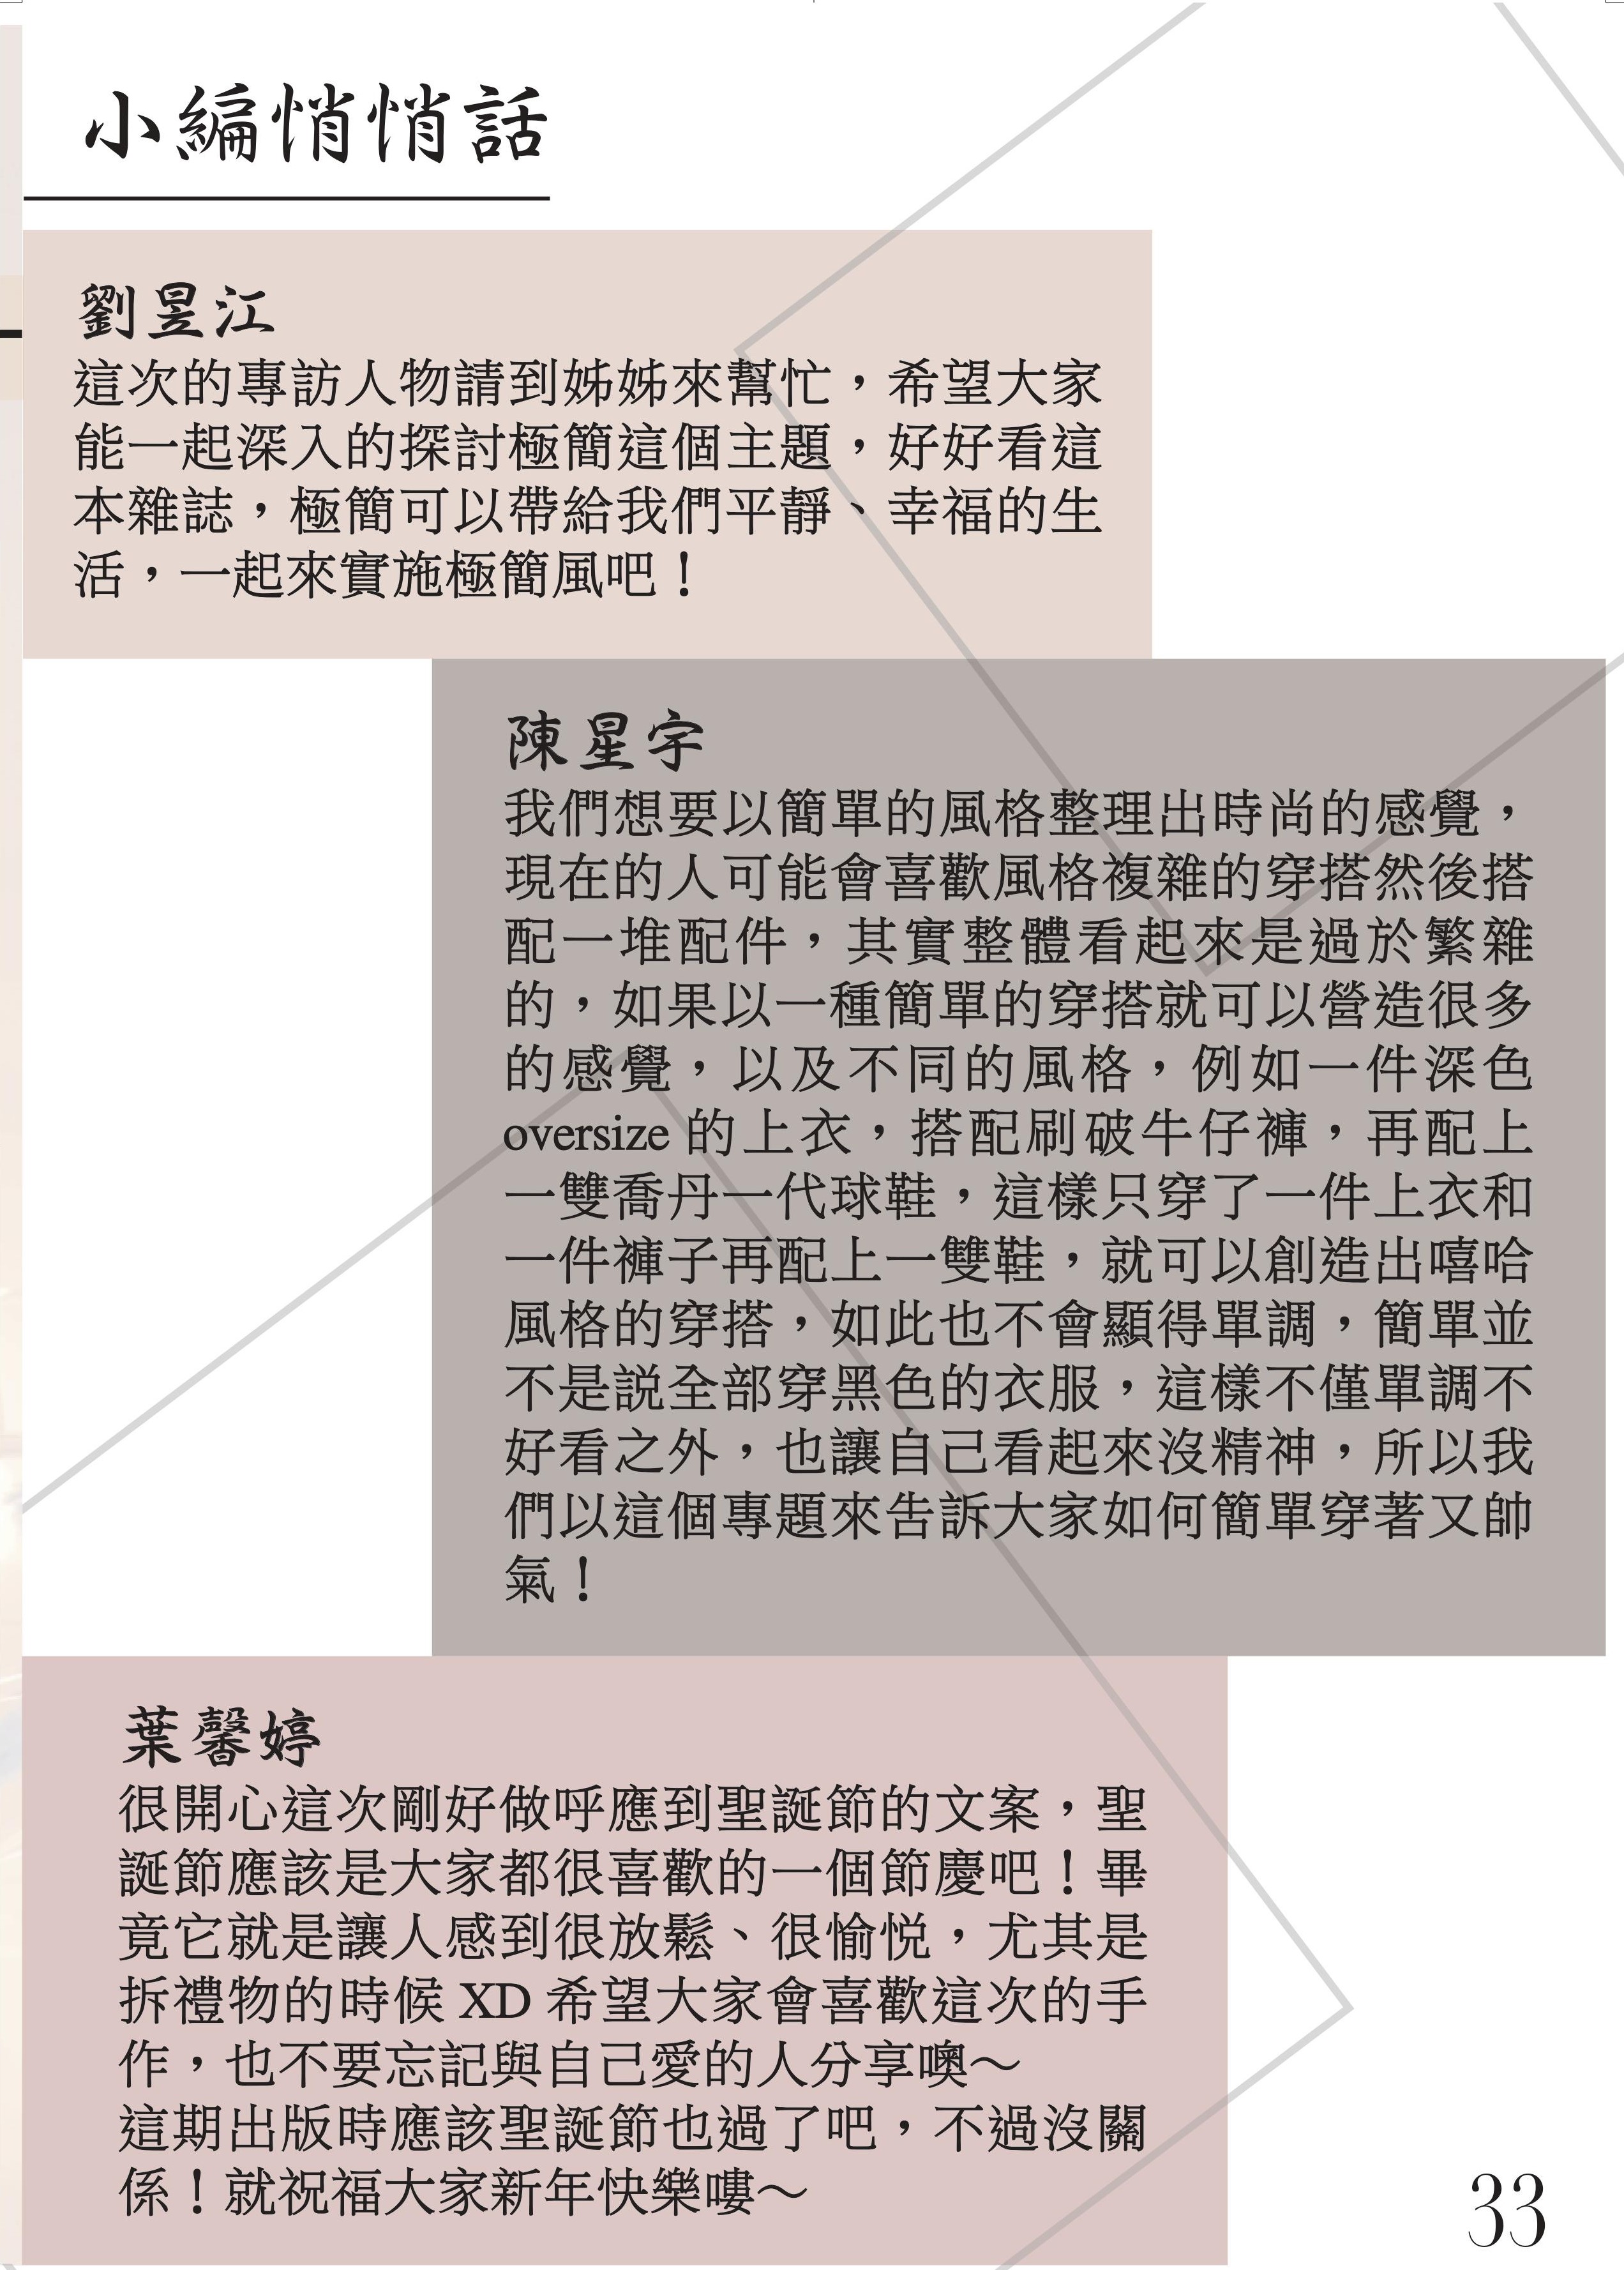 小編悄悄話
劉昱江
這次的專訪人物請到姊姊來幫忙，希望大家
能一起深入的探討極簡這個主題，好好看這
本雜誌，極簡可以帶給我們平靜、幸福的生
活，一起來實施極簡風吧！
陳星宇
我們想要以簡單的風格整理出時尚的感覺，
現在的人可能會喜歡風格複雜的穿搭然後搭
配一堆配件，其實整體看起來是過於繁雜
的，如果以一種簡單的穿搭就可以營造很多
的感覺，以及不同的風格，例如一件深色
oversize 的上衣，搭配刷破牛仔褲，再配上
一雙喬丹一代球鞋，這樣只穿了一件上衣和
一件褲子再配上一雙鞋，就可以創造出嘻哈
風格的穿搭，如此也不會顯得單調，簡單並
不是說全部穿黑色的衣服，這樣不僅單調不
好看之外，也讓自己看起來沒精神，所以我
們以這個專題來告訴大家如何簡單穿著又帥
氣！
葉馨婷
很開心這次剛好做呼應到聖誕節的文案，聖
誕節應該是大家都很喜歡的一個節慶吧！畢
竟它就是讓人感到很放鬆、很愉悅，尤其是
拆禮物的時候 XD 希望大家會喜歡這次的手
作，也不要忘記與自己愛的人分享噢～
這期出版時應該聖誕節也過了吧，不過沒關
係！就祝福大家新年快樂嘍～
33